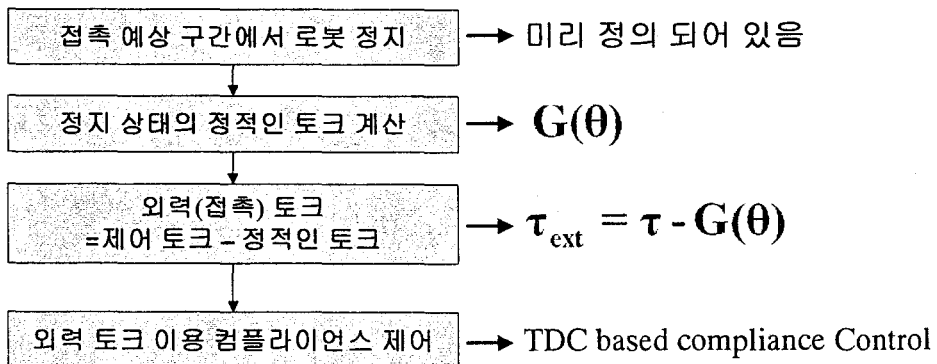 접촉 예상 구간에서 로봇 정지
미리 정의 되어 있음
정지 상태의 정적인 토크 계산
G(θ)
외력(접촉) 토크
=제어 토크 – 정적인 토크
τext = τ - G(θ)
외력 토크 이용 컴플라이언스 제어
TDC based compliance Control